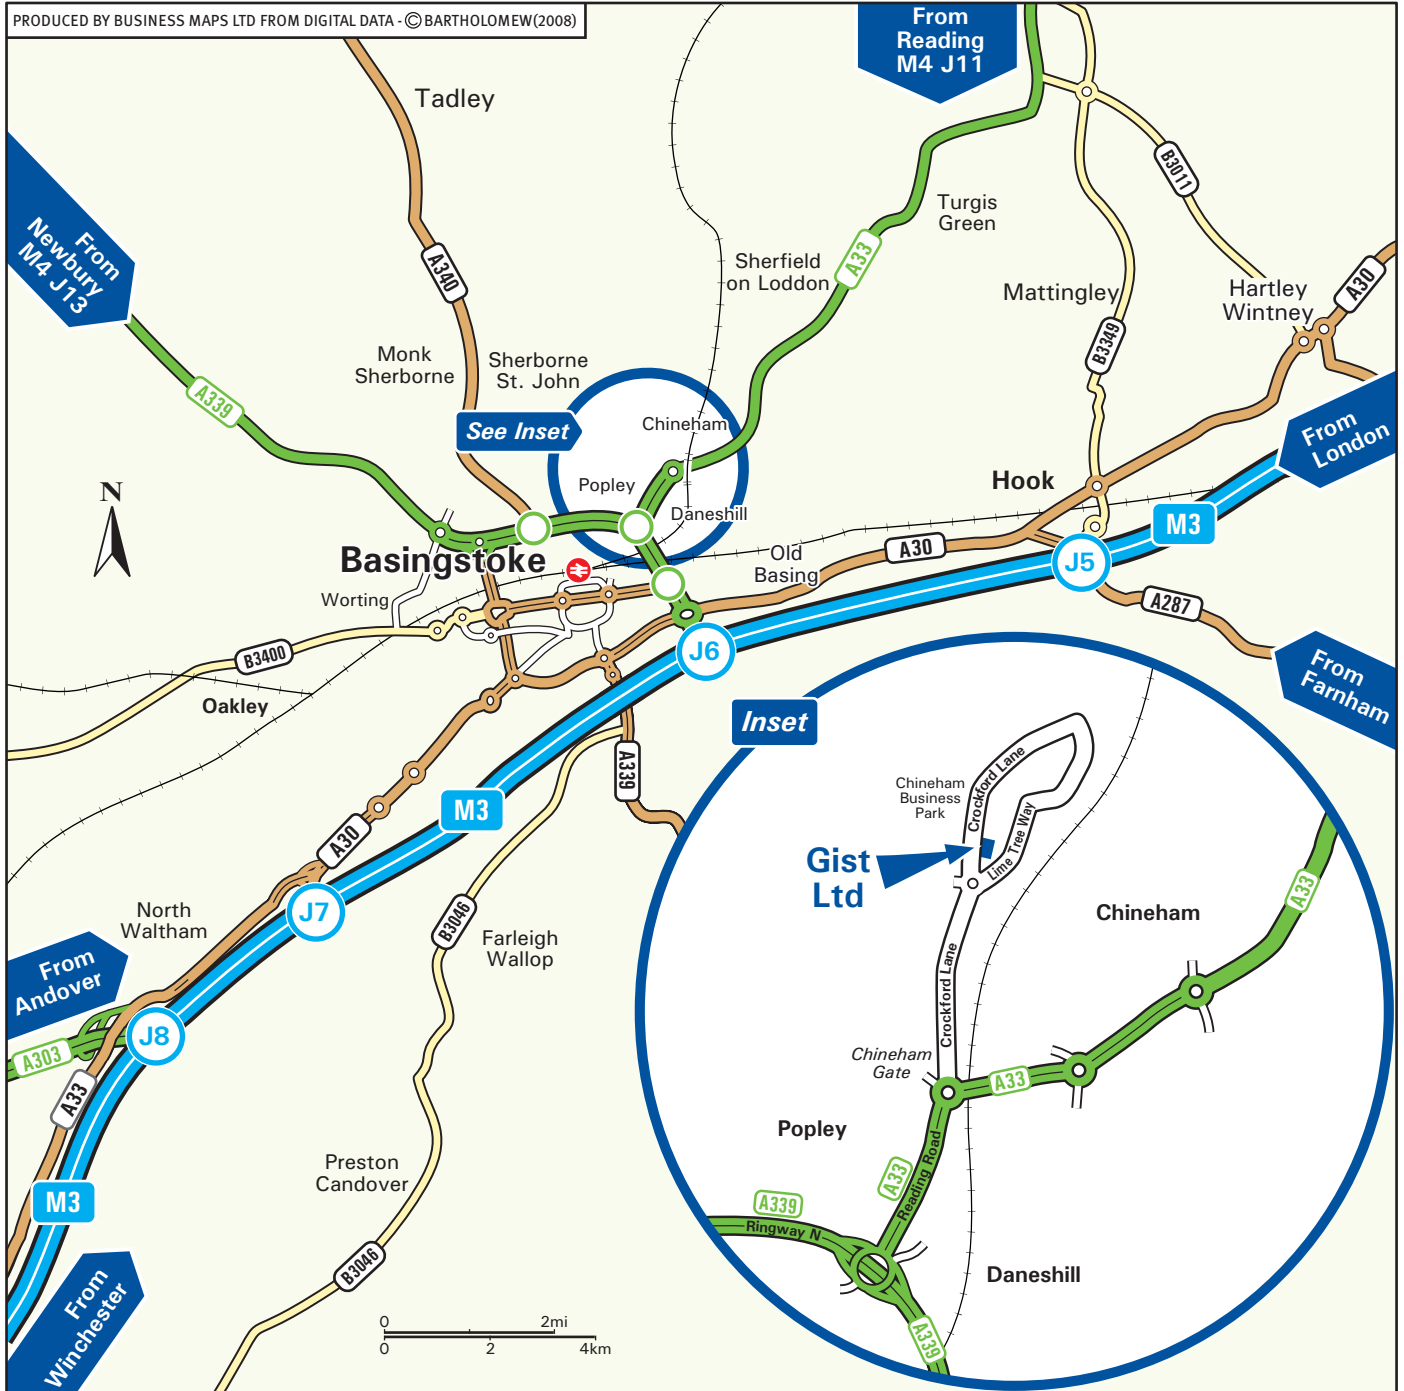 PRODUCED BY BUSINESS MAPS LTD FROM DIGITAL DATA - © BARTHOLOMEW(2008)
From
Reading
M4 J11
Tadley
B3011
From
Newbury
M4 J13
Turgis
Green
A33
A340
Sherfield
on Loddon
Mattingley
Hartley
Wintney
A30
B3349
Monk
Sherborne
Sherborne
St. John
A339
See Inset
Chineham
From
London
Popley
Hook
N
Daneshill
M3
Basingstoke
Old
Basing
A30
J5
Worting
A287
B3400
J6
From
Farnham
Oakley
Inset
A339
M3
Crockford Lane
Chineham
Business
Park
Lime Tree Way
Gist
Ltd
A30
A33
J7
North
Waltham
B3046
Farleigh
Wallop
Chineham
From
Andover
Crockford Lane
J8
A303
Chineham
Gate
A33
A33
Popley
Preston
Candover
A33
Reading Road
M3
A339
Ringway N
B3046
Daneshill
From
Winchester
A339
0 2mi
0 2 4km